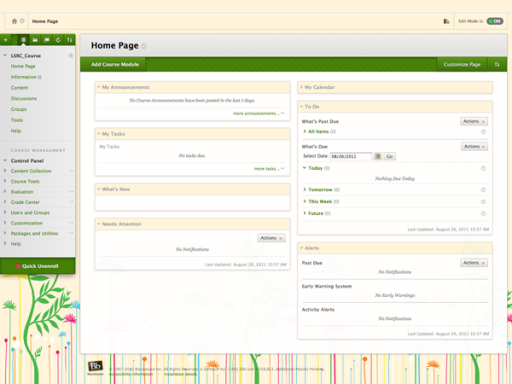 Home Page
Edit Mode is: ON
LSRC_Course
Home Page
Information
Content
Discussions
Groups
Tools
Help
COURSE MANAGEMENT
Control Panel
Content Collection
Course Tools
Evaluation
Grade Center
Users and Groups
Customization
Packages and Utilities
Help
Quick Unenroll
Home Page
Add Course Module
Customize Page
My Announcements
No Course Announcements have been posted in the last 7 days.
more announcements...
My Tasks
My Tasks
No tasks due.
more tasks...
What's New
Needs Attention
Actions
No Notifications
Last Updated: August 26, 2011 10:57 AM
My Calendar
To Do
What's Past Due
Actions
All Items (0)
What's Due
Actions
Select Date: 08/26/2011 Go
Today (0)
Nothing Due Today
Tomorrow (0)
This Week (0)
Future (0)
Last Updated: August 26, 2011 10:57 AM
Alerts
Past Due
Actions
No Notifications
Early Warning System
No Early Warnings
Activity Alerts
No Notifications
Last Updated: August 26, 2011 10:57 AM
Bb
Blackboard
Accessibility information
Installation details